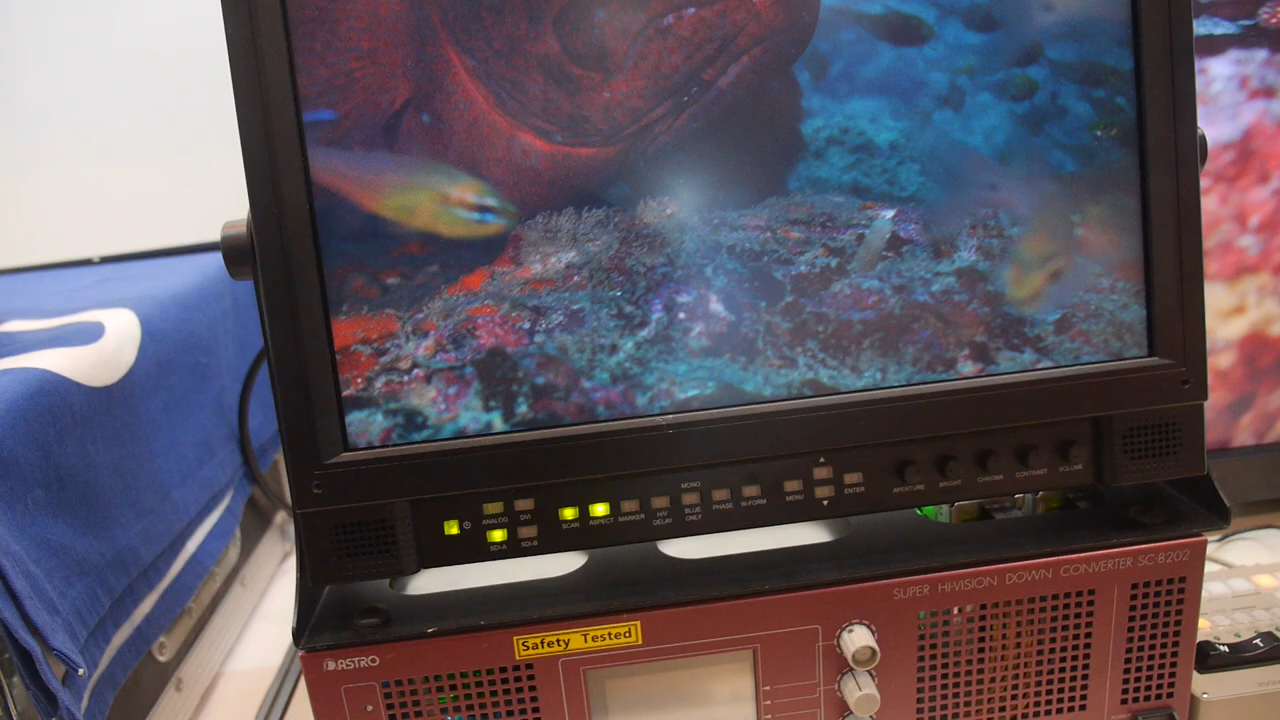 MONO
ANALOG DVI
SCAN ASPECT MARKER H/V DELAY BLUE ONLY PHASE W-FORM MENU ENTER APERTURE BRIGHT CHROMA CONTRAST VOLUME
SDI-A SDI-B
SUPER HI-VISION DOWN CONVERTER SC-8202
Safety Tested
ASTRO
W T